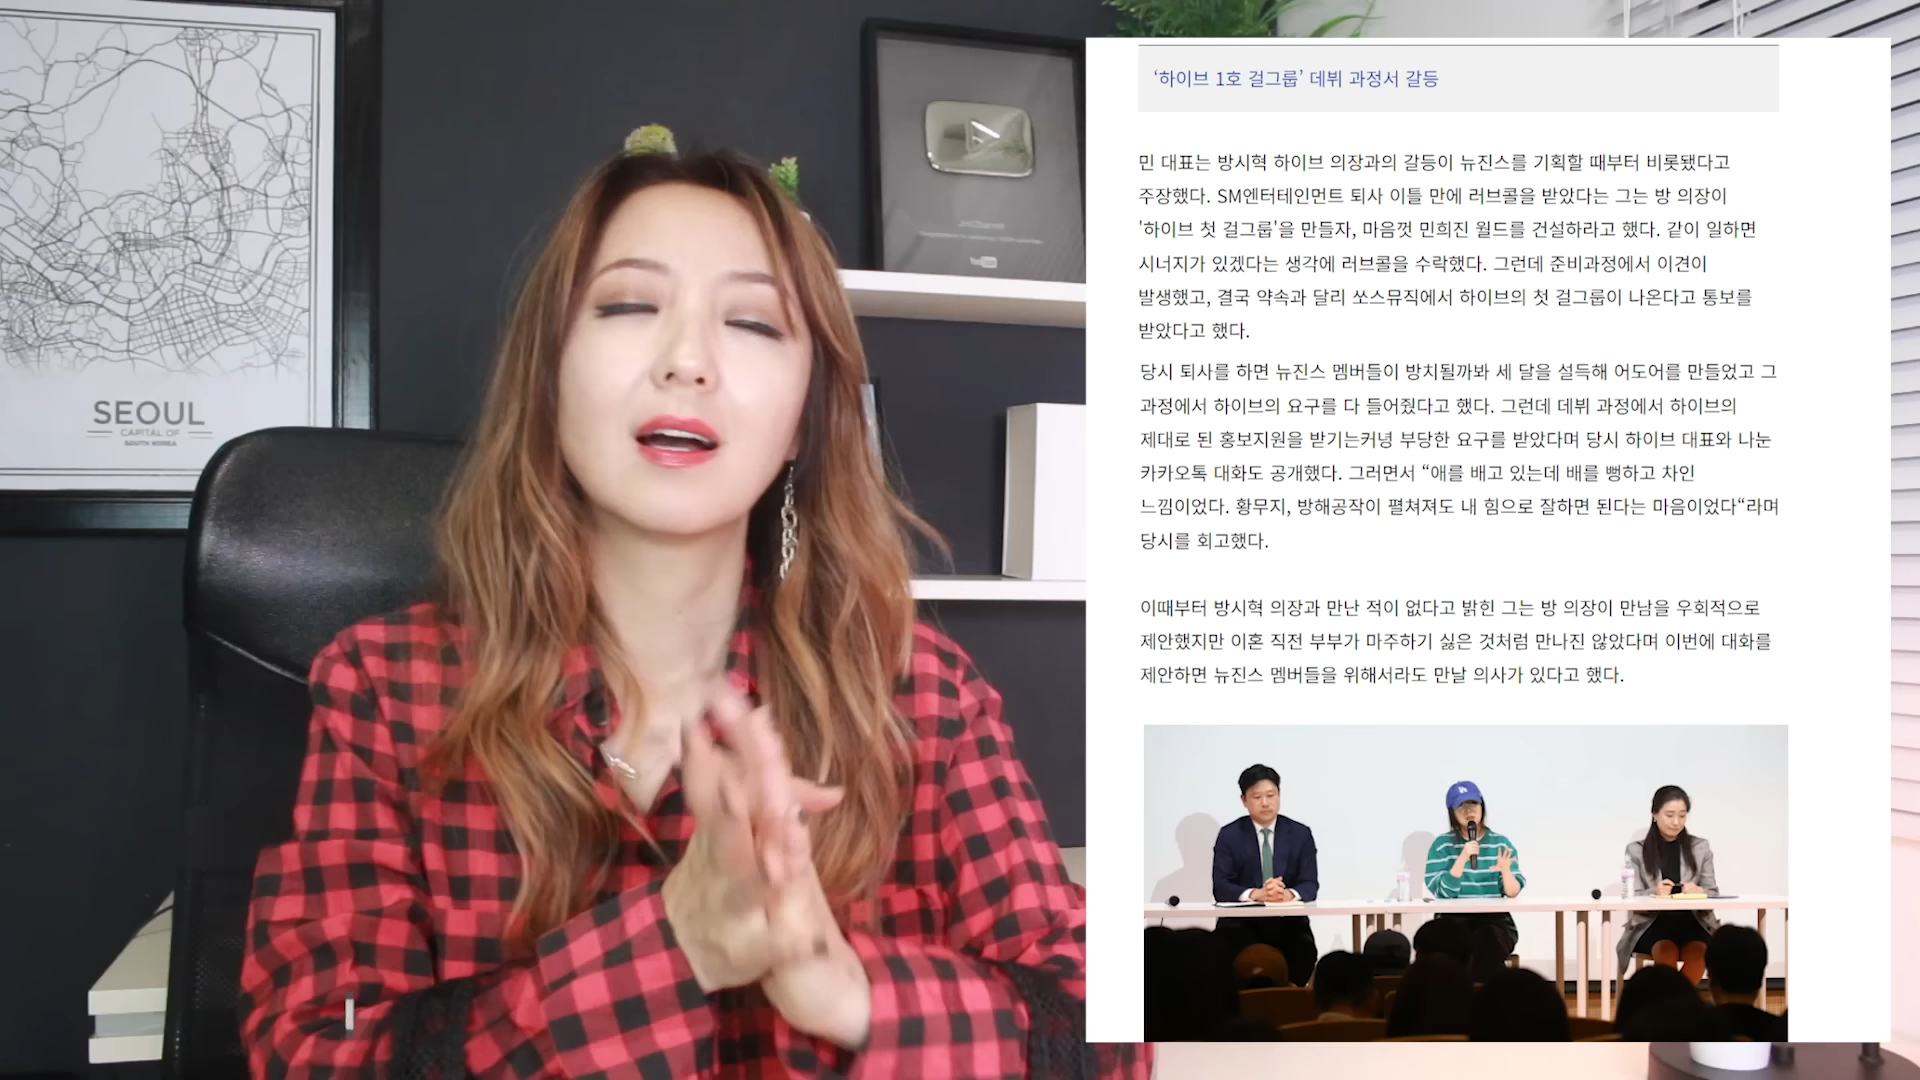 SEOUL
CAPITAL OF
SOUTH KOREA
YouTube
‘하이브 1호 걸그룹’ 데뷔 과정서 갈등
민 대표는 방시혁 하이브 의장과의 갈등이 뉴진스를 기획할 때부터 비롯됐다고
주장했다. SM엔터테인먼트 퇴사 이틀 만에 러브콜을 받았다는 그는 방 의장이
'하이브 첫 걸그룹'을 만들자, 마음껏 민희진 월드를 건설하라고 했다. 같이 일하면
시너지가 있겠다는 생각에 러브콜을 수락했다. 그런데 준비과정에서 이견이
발생했고, 결국 약속과 달리 쏘스뮤직에서 하이브의 첫 걸그룹이 나온다고 통보를
받았다고 했다.
당시 퇴사를 하면 뉴진스 멤버들이 방치될까봐 세 달을 설득해 어도어를 만들었고 그
과정에서 하이브의 요구를 다 들어줬다고 했다. 그런데 데뷔 과정에서 하이브의
제대로 된 홍보지원을 받기는커녕 부당한 요구를 받았다며 당시 하이브 대표와 나눈
카카오톡 대화도 공개했다. 그러면서 “애를 배고 있는데 배를 뻥하고 차인
느낌이었다. 황무지, 방해공작이 펼쳐져도 내 힘으로 잘하면 된다는 마음이었다“라며
당시를 회고했다.
이때부터 방시혁 의장과 만난 적이 없다고 밝힌 그는 방 의장이 만남을 우회적으로
제안했지만 이혼 직전 부부가 마주하기 싫은 것처럼 만나진 않았다며 이번에 대화를
제안하면 뉴진스 멤버들을 위해서라도 만날 의사가 있다고 했다.